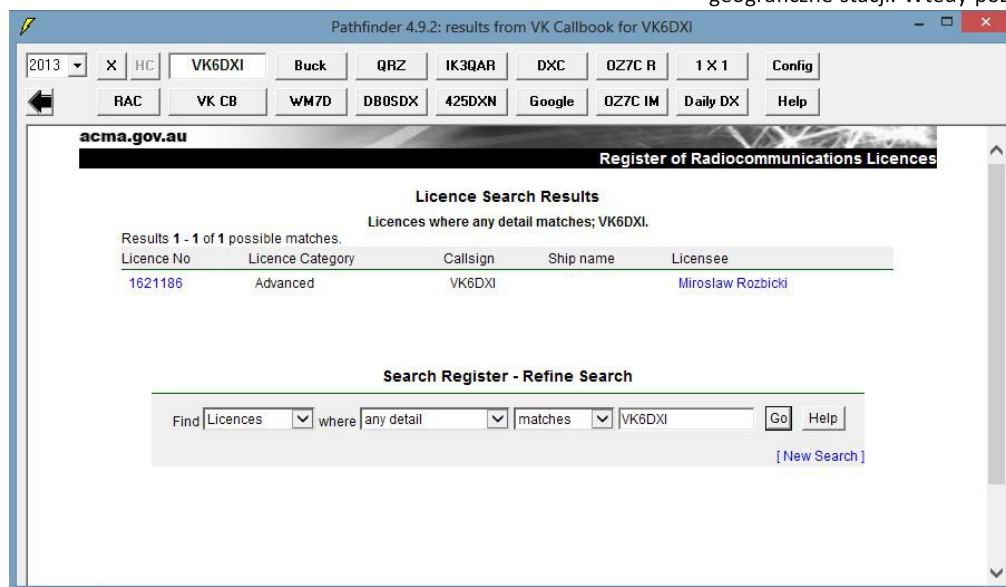 geograficzne stacji. Wtedy poz
Pathfinder 4.9.2: results from VK Callbook for VK6DXI
2013 X HC VK6DXI Buck QRZ IK3QAR DXC OZ7C R 1 X 1 Config
RAC VK CB WM7D DB0SDX 425DXN Google OZ7C IM Daily DX Help
acma.gov.au
Register of Radiocommunications Licences
Licence Search Results
Licences where any detail matches; VK6DXI.
Results 1 - 1 of 1 possible matches.
Licence No Licence Category Callsign Ship name Licensee
1621186 Advanced VK6DXI Miroslaw Rozbicki
Search Register - Refine Search
Find Licences where any detail matches VK6DXI Go Help
[ New Search ]